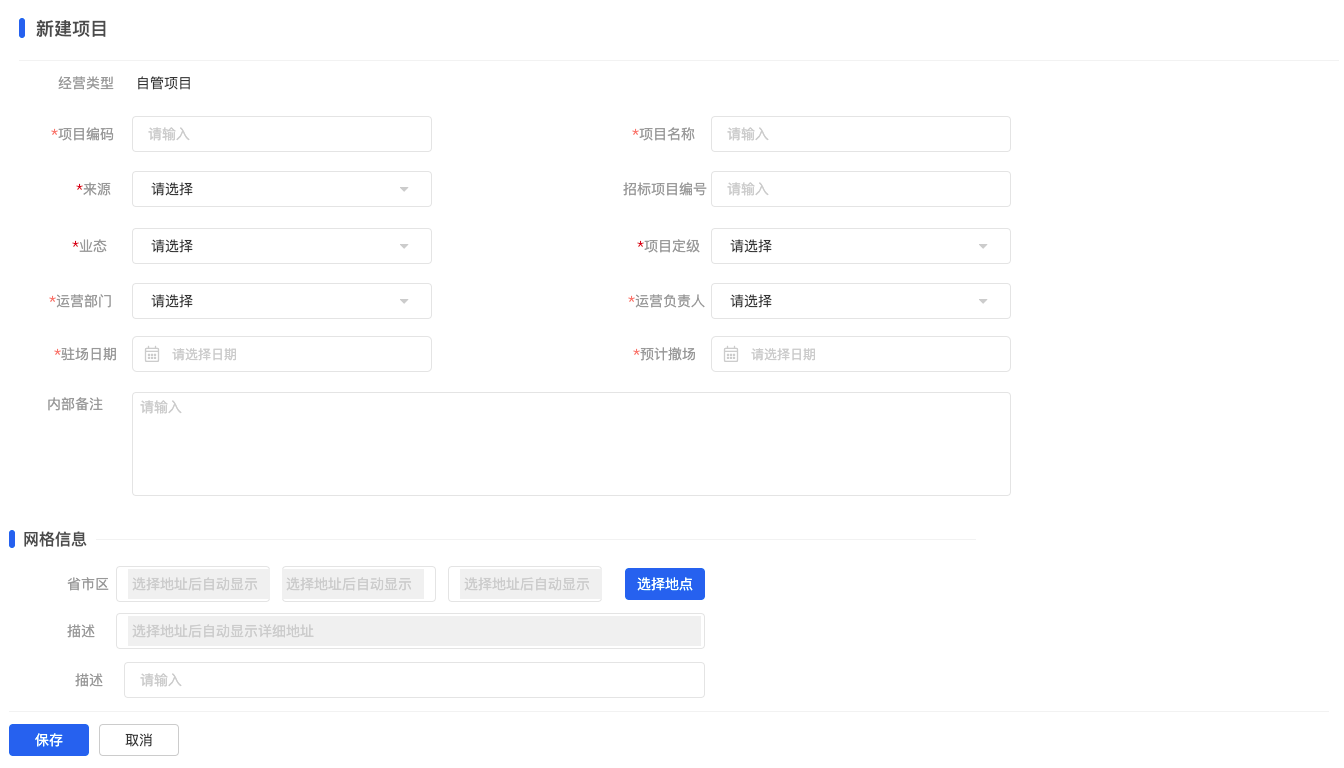 新建项目
经营类型 自管项目
*项目编码 请输入 *项目名称 请输入
*来源 请选择 招标项目编号 请输入
*业态 请选择 *项目定级 请选择
*运营部门 请选择 *运营负责人 请选择
*驻场日期 请选择日期 *预计撤场 请选择日期
内部备注 请输入
网格信息
省市区 选择地址后自动显示 选择地址后自动显示 选择地址后自动显示 选择地点
描述 选择地址后自动显示详细地址
描述 请输入
保存 取消